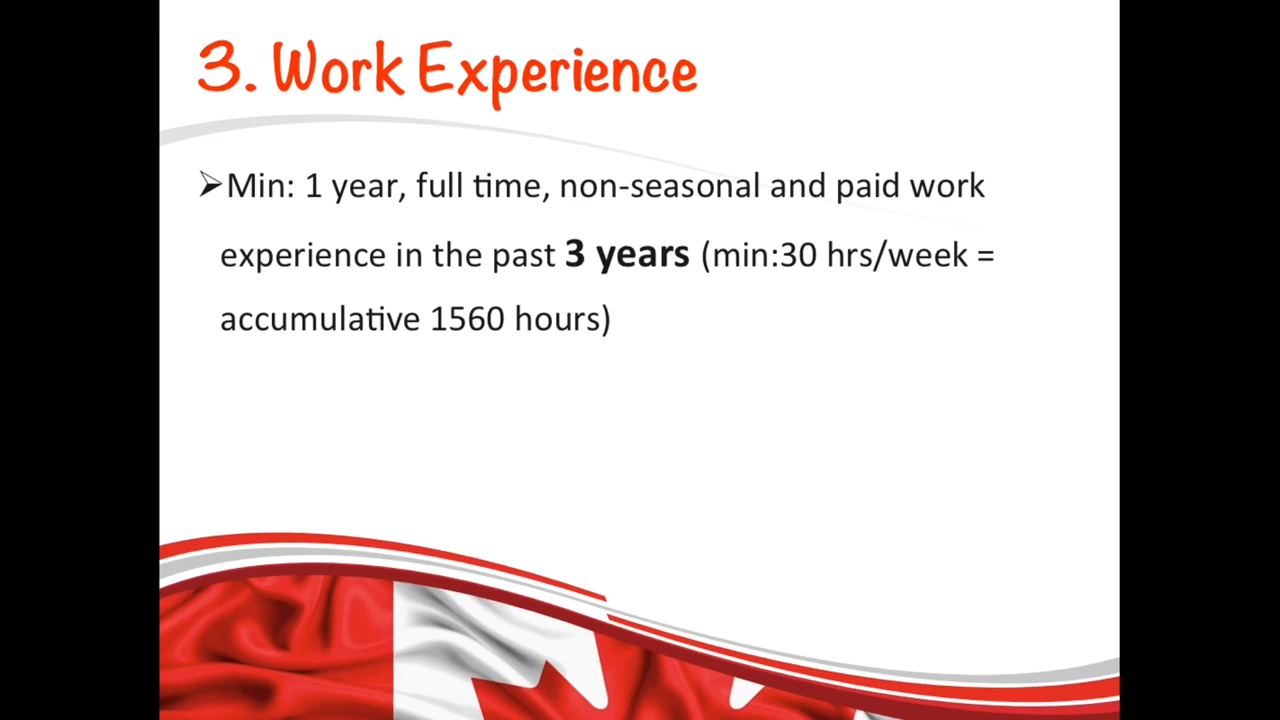 3. Work Experience
➢Min: 1 year, full time, non-seasonal and paid work
experience in the past 3 years (min:30 hrs/week =
accumulative 1560 hours)